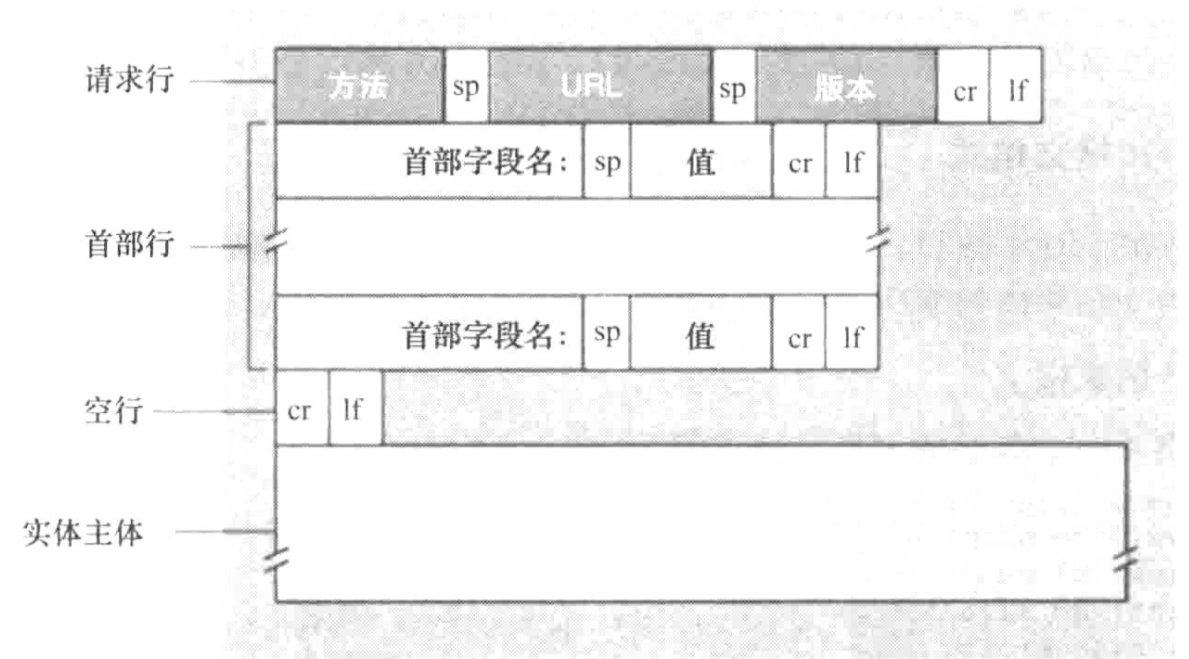 请求行 方法 sp URL sp 版本 cr lf
首部字段名: sp 值 cr lf
首部行
首部字段名: sp 值 cr lf
空行 cr lf
实体主体